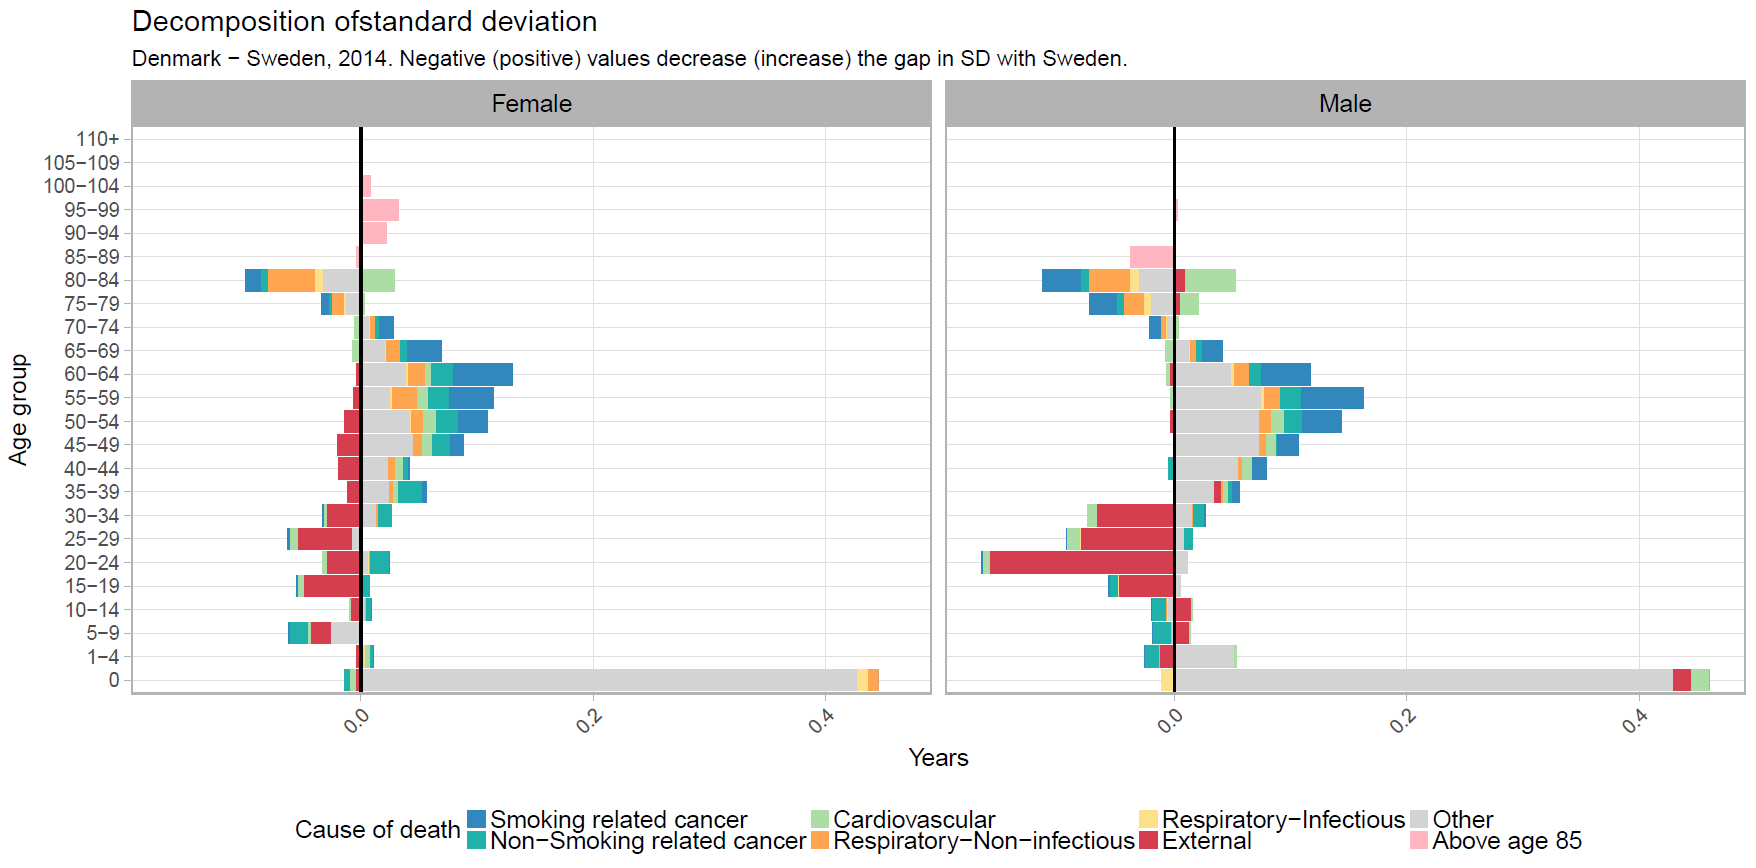 Decomposition ofstandard deviation
Denmark − Sweden, 2014. Negative (positive) values decrease (increase) the gap in SD with Sweden.
Female
Male
Age group
110+
105−109
100−104
95−99
90−94
85−89
80−84
75−79
70−74
65−69
60−64
55−59
50−54
45−49
40−44
35−39
30−34
25−29
20−24
15−19
10−14
5−9
1−4
0
0.0 0.2 0.4 0.0 0.2 0.4
Years
Cause of death
Smoking related cancer Cardiovascular Respiratory−Infectious Other
Non−Smoking related cancer Respiratory−Non−infectious External Above age 85